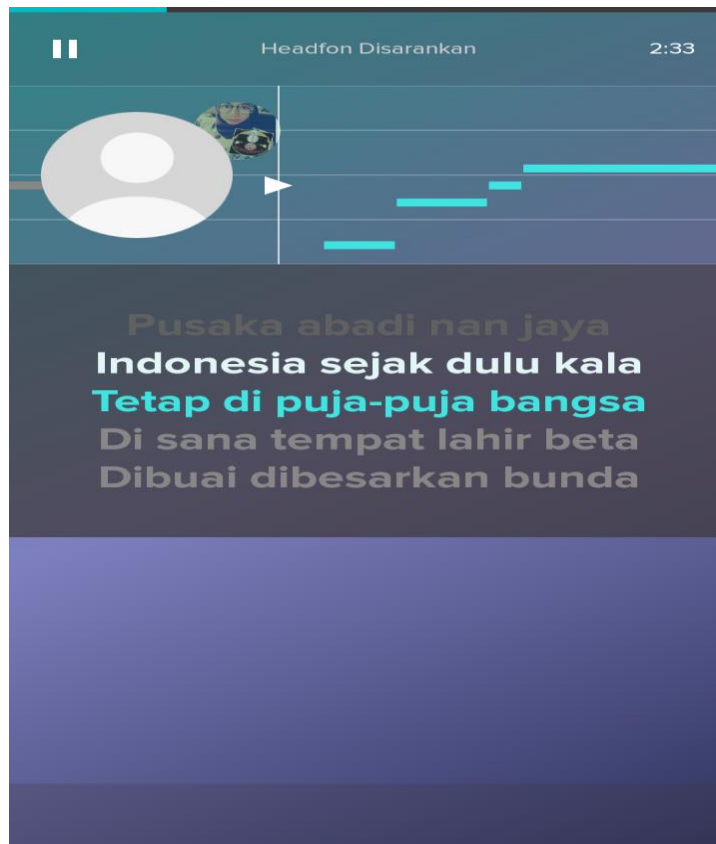 Headfon Disarankan 2:33
Pusaka abadi nan jaya
Indonesia sejak dulu kala
Tetap di puja-puja bangsa
Di sana tempat lahir beta
Dibuai dibesarkan bunda